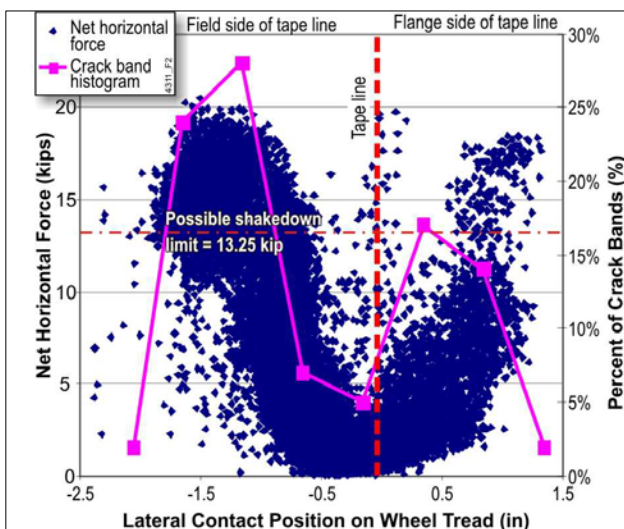 Net horizontal
force
Crack band
histogram
4311_F2
Field side of tape line
Flange side of tape line
Tape line
Possible shakedown
limit = 13.25 kip
Net Horizontal Force (kips)
20
15
10
5
0
Percent of Crack Bands (%)
30%
25%
20%
15%
10%
5%
0%
-2.5 -1.5 -0.5 0.5 1.5
Lateral Contact Position on Wheel Tread (in)